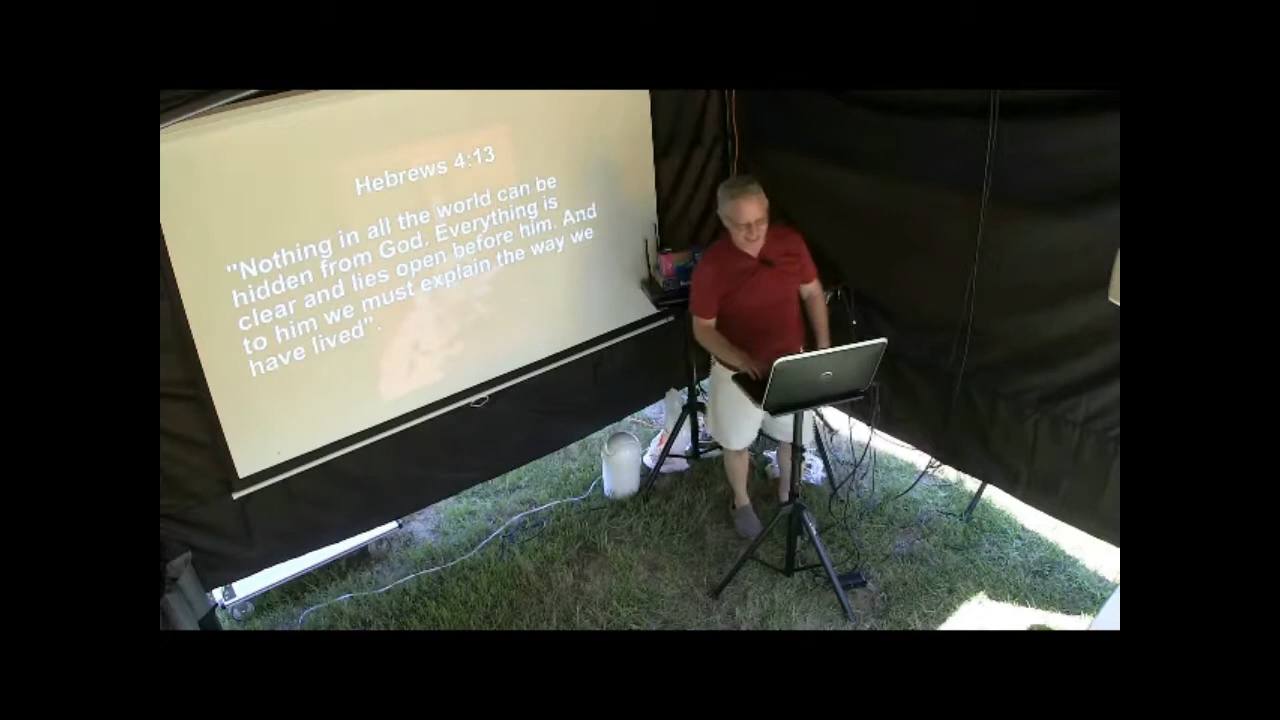 Hebrews 4:13
"Nothing in all the world can be
hidden from God. Everything is
clear and lies open before him. And
to him we must explain the way we
have lived".